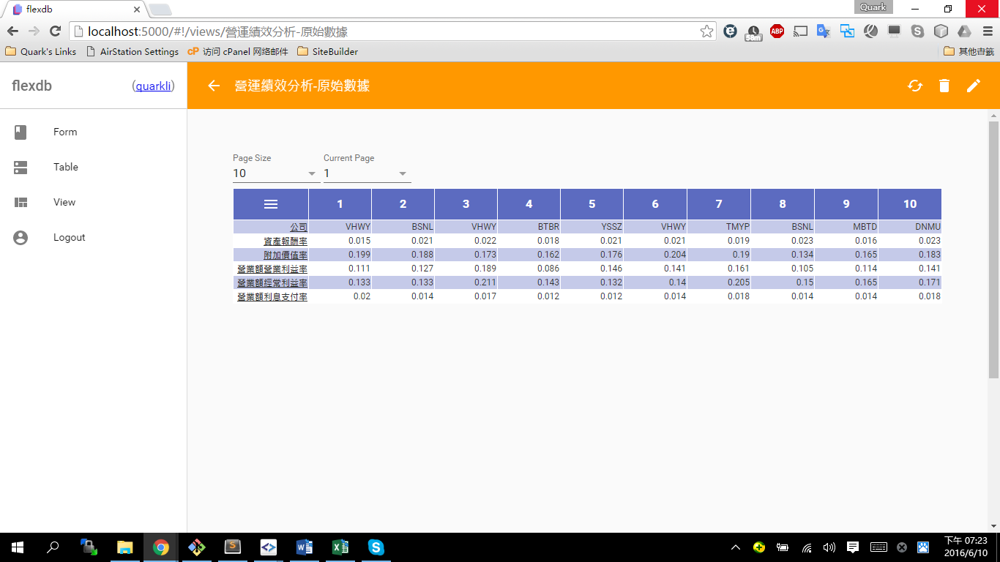 flexdb
Quark
localhost:5000/#!/views/營運績效分析-原始數據
58m
ABP
Quark's Links
AirStation Settings
cP 访问 cPanel 网络邮件
SiteBuilder
其他書籤
flexdb (quarkli)
營運績效分析-原始數據
Form
Table
View
Logout
Page Size Current Page
10 1
1 2 3 4 5 6 7 8 9 10
公司 VHWY BSNL VHWY BTBR YSSZ VHWY TMYP BSNL MBTD DNMU
資產報酬率 0.015 0.021 0.022 0.018 0.021 0.021 0.019 0.023 0.016 0.023
附加價值率 0.199 0.188 0.173 0.162 0.176 0.204 0.19 0.134 0.165 0.183
營業額營業利益率 0.111 0.127 0.189 0.086 0.146 0.141 0.161 0.105 0.114 0.141
營業額經常利益率 0.133 0.133 0.211 0.143 0.132 0.14 0.205 0.15 0.165 0.171
營業額利息支付率 0.02 0.014 0.017 0.012 0.012 0.014 0.018 0.014 0.014 0.018
下午 07:23
2016/6/10